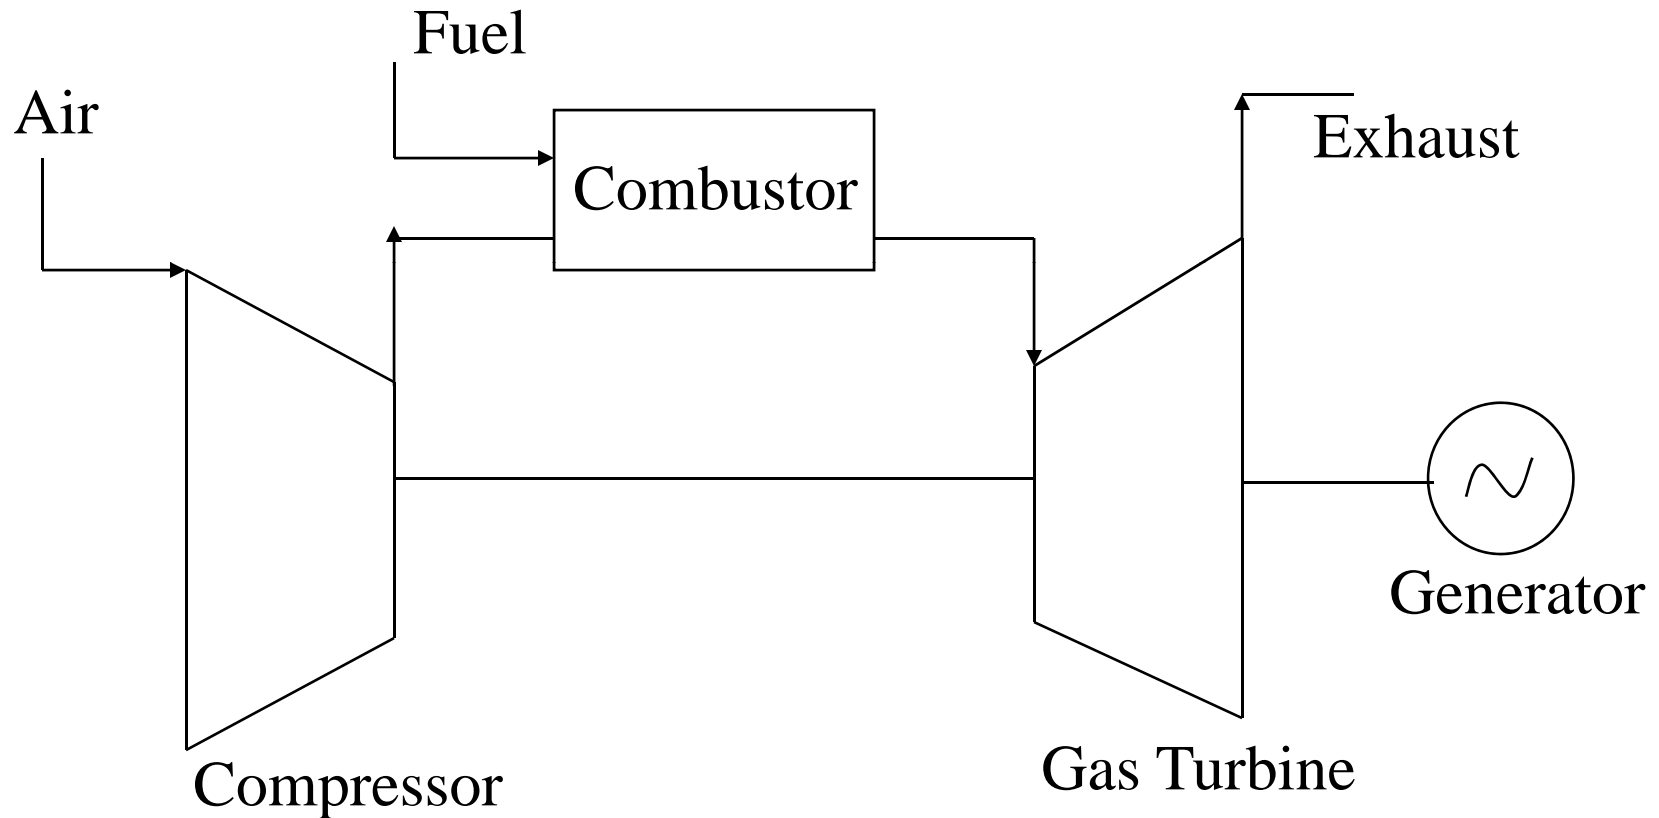 Fuel
Air
Exhaust
Combustor
Generator
Gas Turbine
Compressor